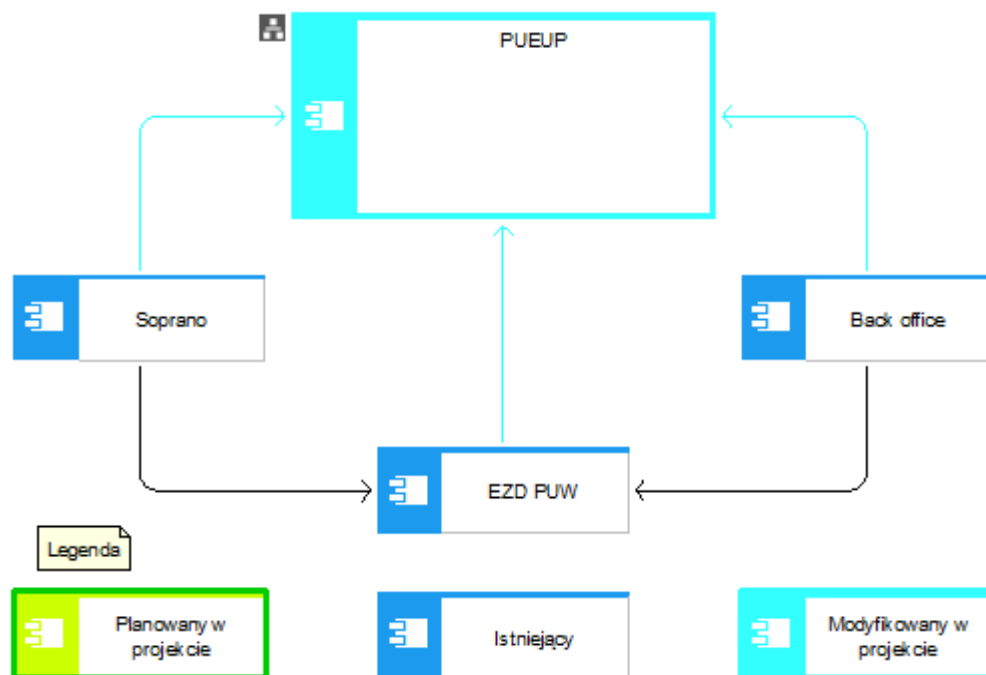 PUEUP
Soprano
Back office
EZD PUW
Legenda
Planowany w
projekcie
Istniejący
Modyfikowany w
projekcie